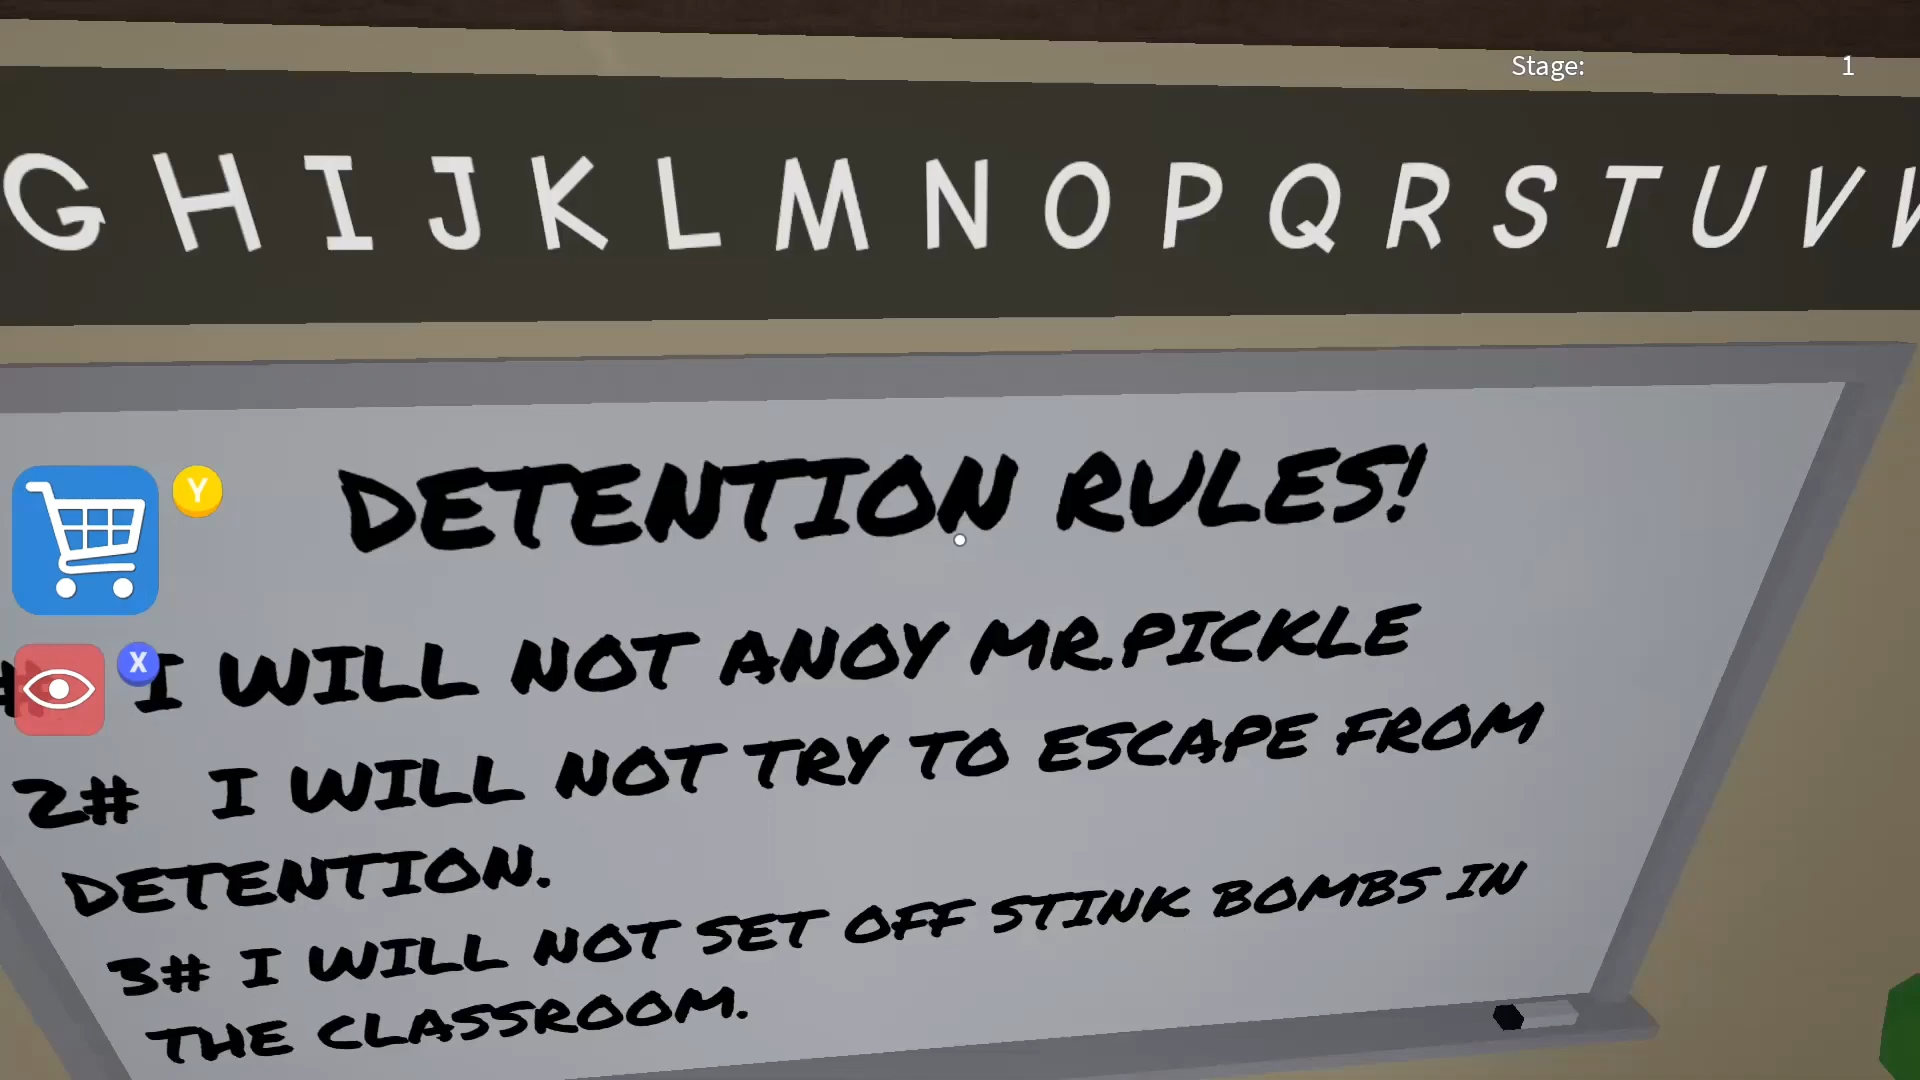 Stage: 1
G H I J K L M N O P Q R S T U V
DETENTION RULES!
Y
I WILL NOT ANOY MR.PICKLE
X
2# I WILL NOT TRY TO ESCAPE FROM
DETENTION.
3# I WILL NOT SET OFF STINK BOMBS IN
THE CLASSROOM.